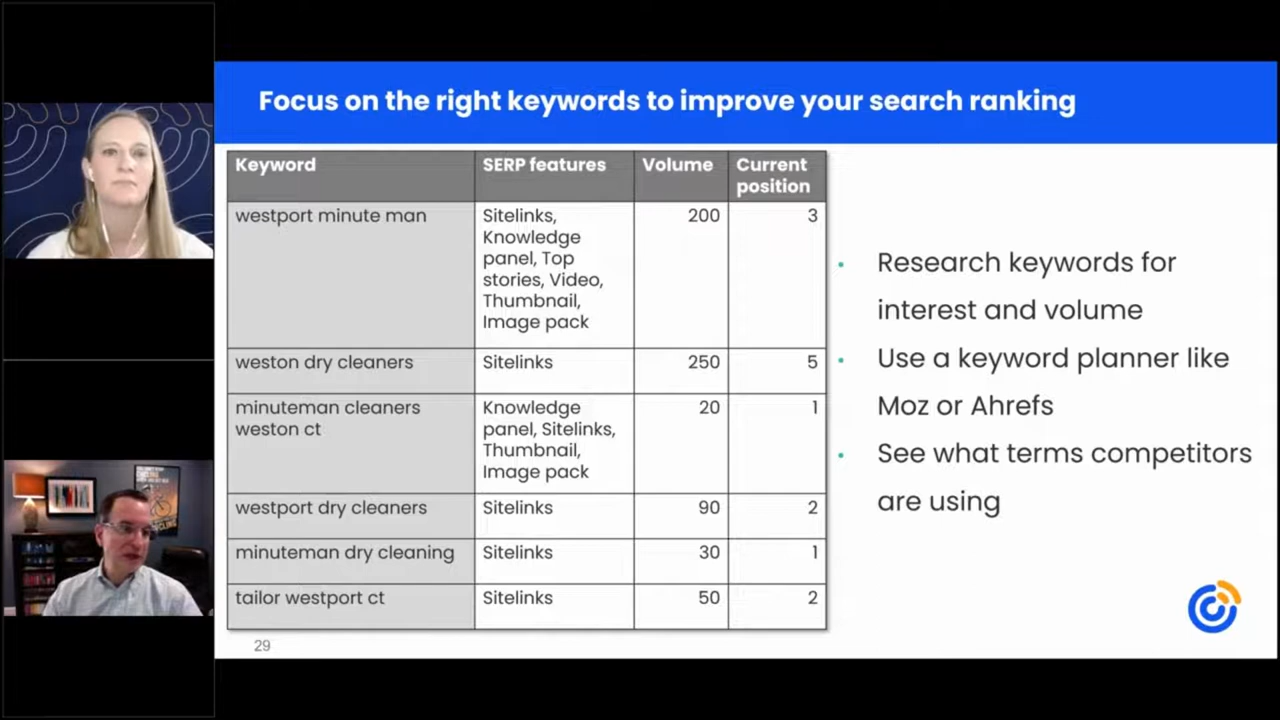 Focus on the right keywords to improve your search ranking
Keyword SERP features Volume Current
position
westport minute man Sitelinks, 200 3
Knowledge
panel, Top
stories, Video,
Thumbnail,
Image pack
weston dry cleaners Sitelinks 250 5
minuteman cleaners Knowledge 20 1
weston ct panel, Sitelinks,
Thumbnail,
Image pack
westport dry cleaners Sitelinks 90 2
minuteman dry cleaning Sitelinks 30 1
tailor westport ct Sitelinks 50 2
• Research keywords for
interest and volume
• Use a keyword planner like
Moz or Ahrefs
• See what terms competitors
are using
29